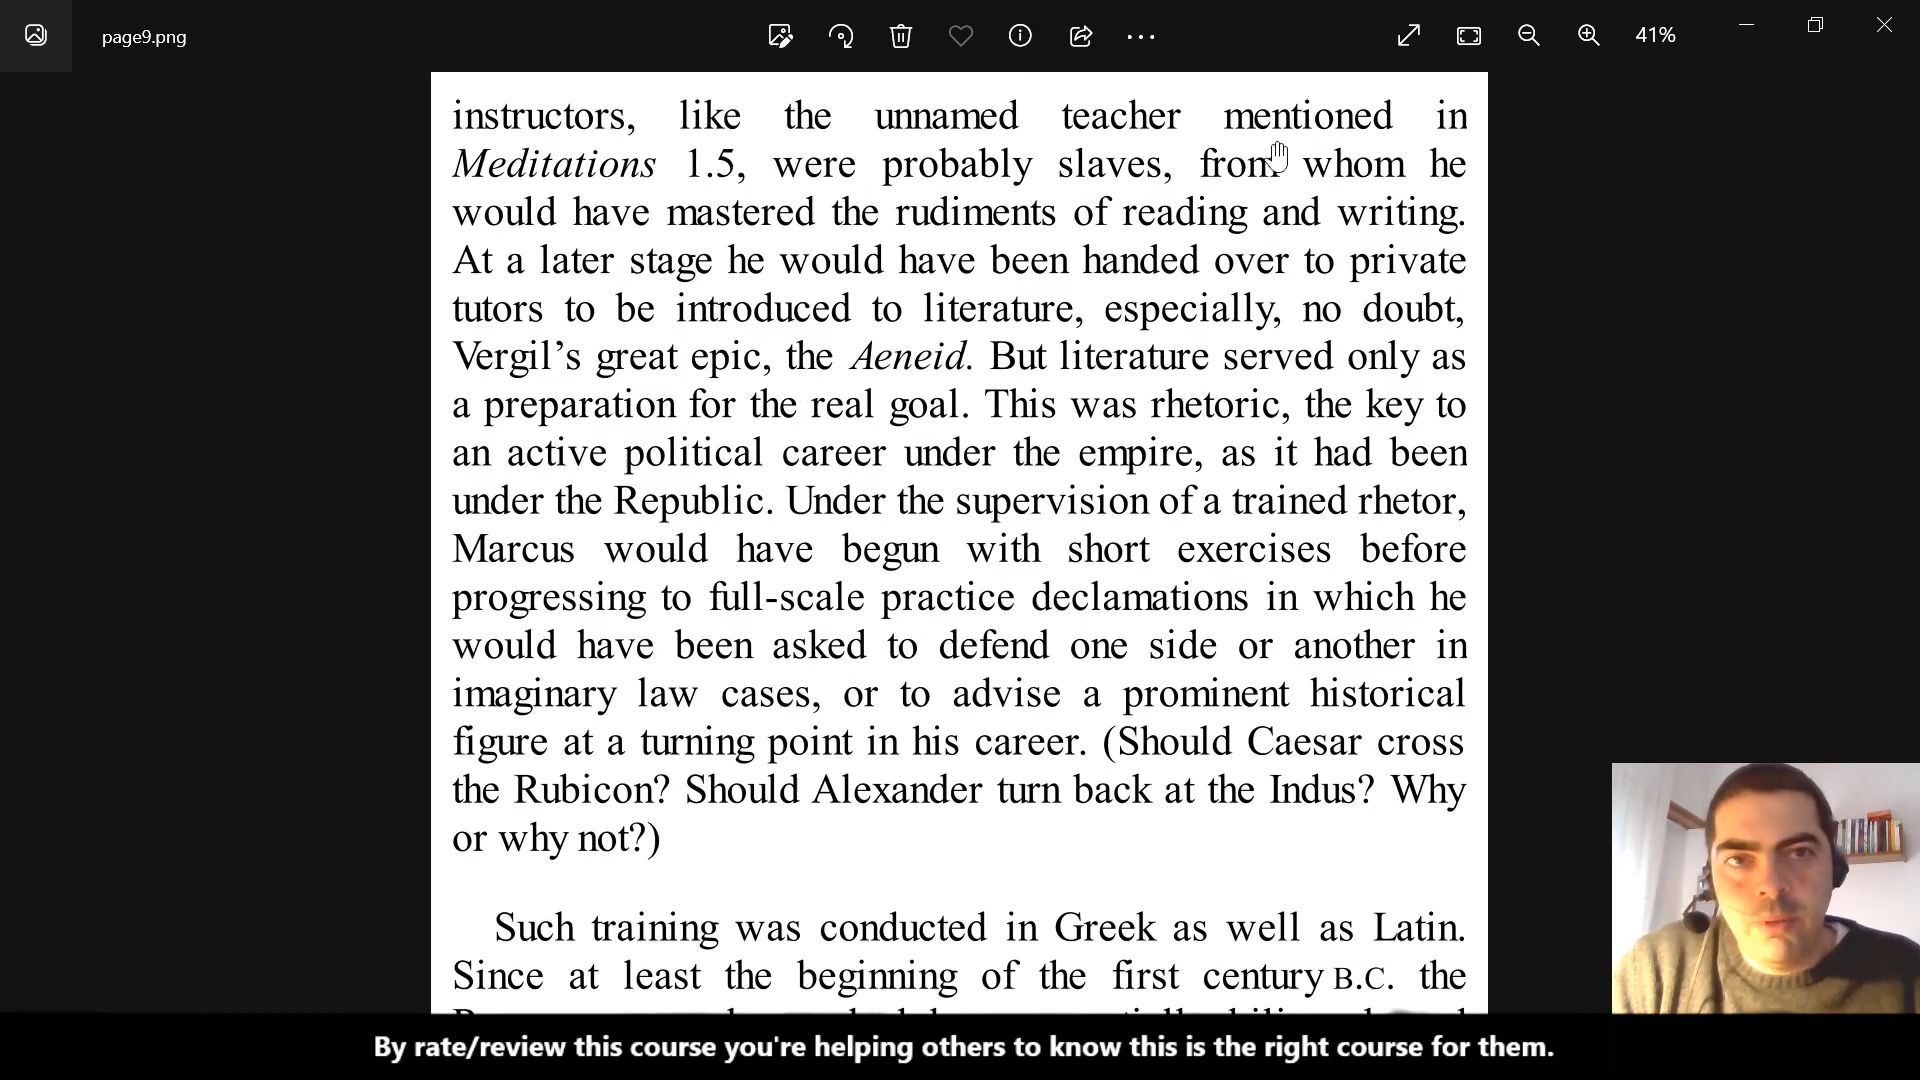 page9.png
41%
instructors, like the unnamed teacher mentioned in
Meditations 1.5, were probably slaves, from whom he
would have mastered the rudiments of reading and writing.
At a later stage he would have been handed over to private
tutors to be introduced to literature, especially, no doubt,
Vergil’s great epic, the Aeneid. But literature served only as
a preparation for the real goal. This was rhetoric, the key to
an active political career under the empire, as it had been
under the Republic. Under the supervision of a trained rhetor,
Marcus would have begun with short exercises before
progressing to full-scale practice declamations in which he
would have been asked to defend one side or another in
imaginary law cases, or to advise a prominent historical
figure at a turning point in his career. (Should Caesar cross
the Rubicon? Should Alexander turn back at the Indus? Why
or why not?)
Such training was conducted in Greek as well as Latin.
Since at least the beginning of the first century B.C. the
By rate/review this course you're helping others to know this is the right course for them.